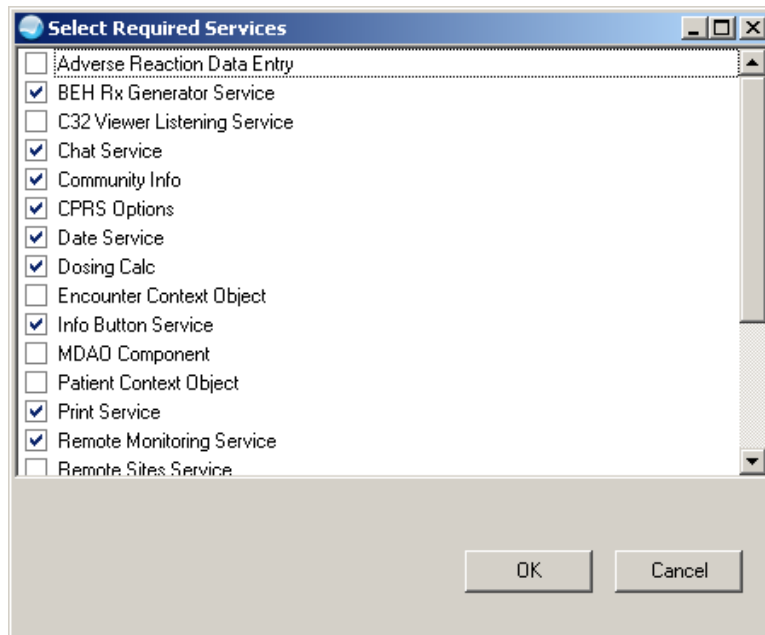 Select Required Services
Adverse Reaction Data Entry
BEH Rx Generator Service
C32 Viewer Listening Service
Chat Service
Community Info
CPRS Options
Date Service
Dosing Calc
Encounter Context Object
Info Button Service
MDAO Component
Patient Context Object
Print Service
Remote Monitoring Service
Remote Sites Service
OK Cancel